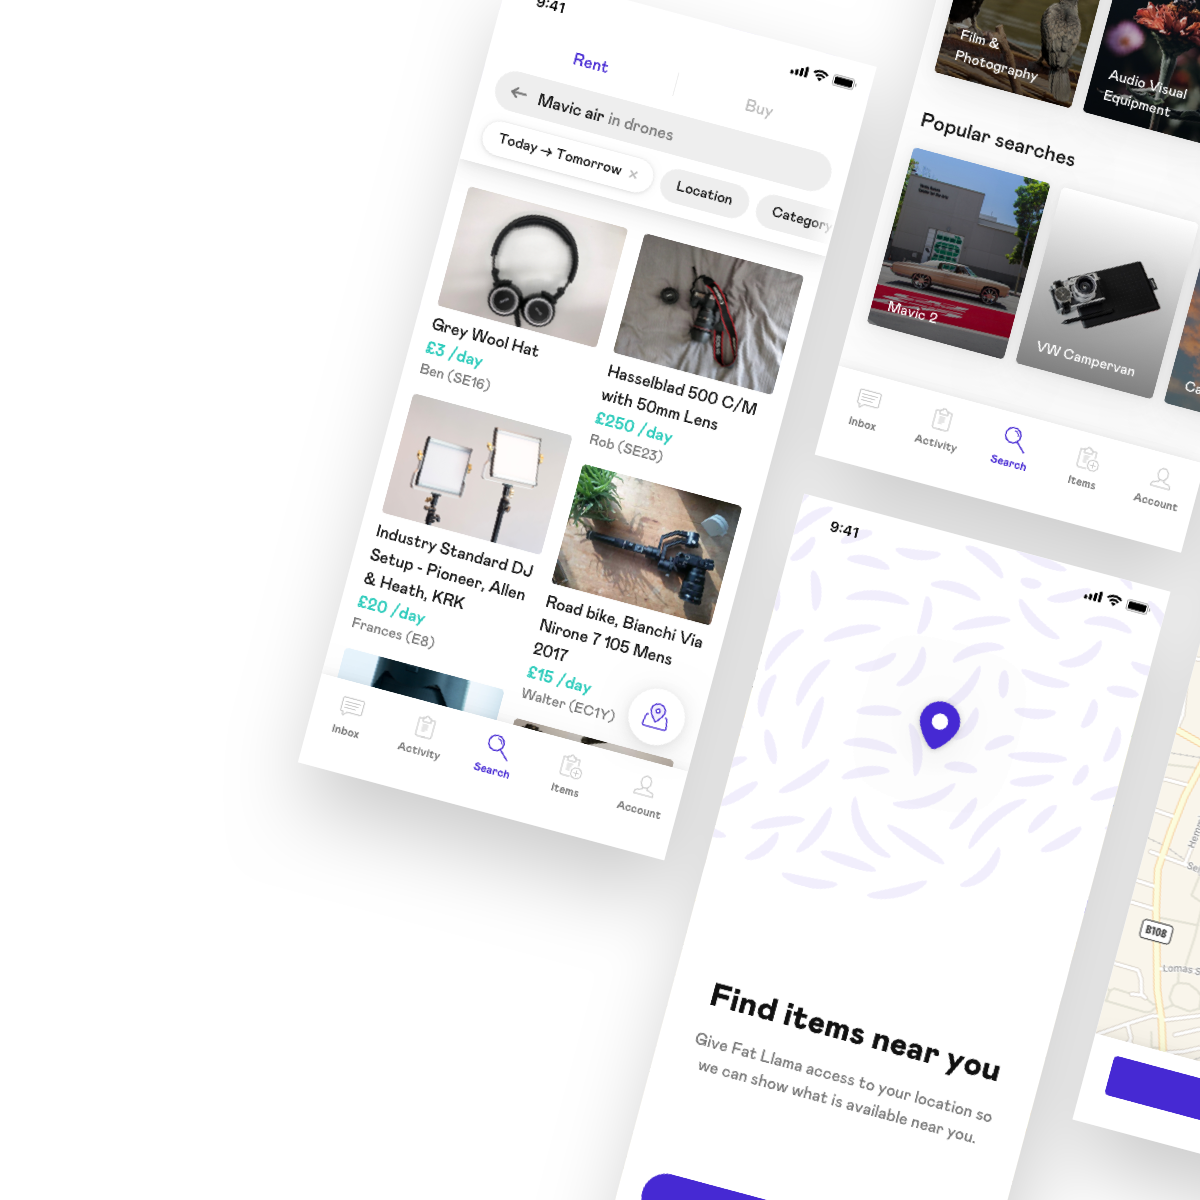 9:41
Rent
Buy
Mavic air in drones
Today → Tomorrow ×
Location
Category
Grey Wool Hat
£3 /day
Ben (SE16)
Hasselblad 500 C/M
with 50mm Lens
£250 /day
Rob (SE23)
Industry Standard DJ
Setup - Pioneer, Allen
& Heath, KRK
£20 /day
Frances (E8)
Road bike, Bianchi Via
Nirone 7 105 Mens
2017
£15 /day
Walter (EC1Y)
Inbox
Activity
Search
Items
Account
Film &
Photography
Audio Visual
Equipment
Popular searches
Mavic 2
VW Campervan
Ca
Inbox
Activity
Search
Items
Account
9:41
Find items near you
Give Fat Llama access to your location so
we can show what is available near you.
B108
Lomas S